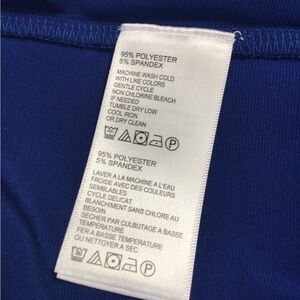 95% POLYESTER
5% SPANDEX
MACHINE WASH COLD
WITH LIKE COLORS
GENTLE CYCLE
NON CHLORINE BLEACH
IF NEEDED
TUMBLE DRY LOW
COOL IRON
OR DRY CLEAN
P
95% POLYESTER
5% SPANDEX
LAVER A LA MACHINE A L'EAU
FROIDE AVEC DES COULEURS
SEMBLABLES
CYCLE DELICAT
BLANCHIMENT SANS CHLORE AU
BESOIN
SECHER PAR CULBUTAGE A BASSE
TEMPERATURE
FER A BASSE TEMPERATURE
OU NETTOYER A SEC
P